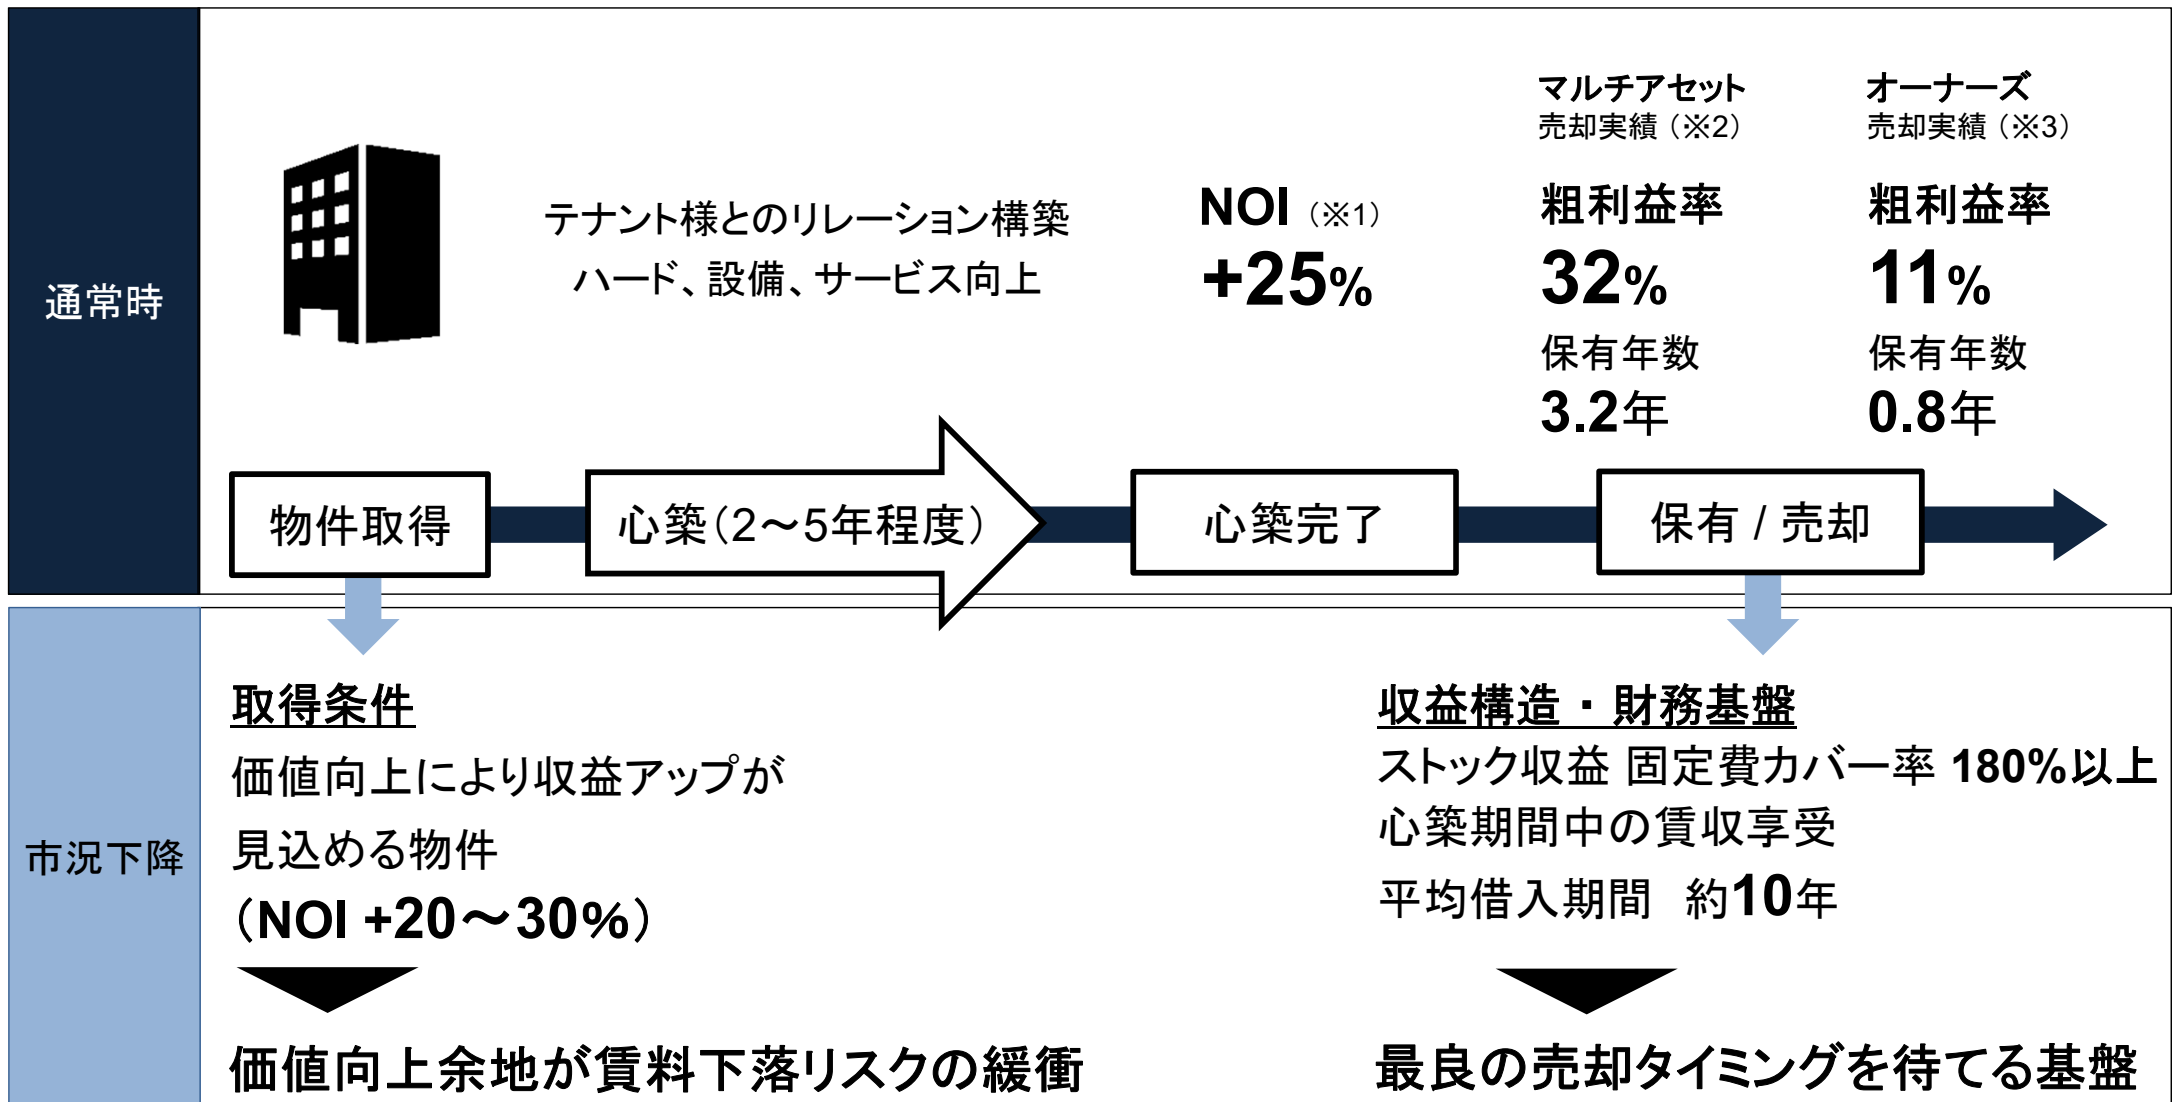 通常時
テナント様とのリレーション構築
ハード、設備、サービス向上
NOI（※1）
+25%
マルチアセット
売却実績（※2）
粗利益率
32%
保有年数
3.2年
オーナーズ
売却実績（※3）
粗利益率
11%
保有年数
0.8年
物件取得
心築（2～5年程度）
心築完了
保有 / 売却
市況下降
取得条件
価値向上により収益アップが
見込める物件
（NOI +20～30%）
価値向上余地が賃料下落リスクの緩衝
収益構造・財務基盤
ストック収益 固定費カバー率 180%以上
心築期間中の賃収享受
平均借入期間　約10年
最良の売却タイミングを待てる基盤